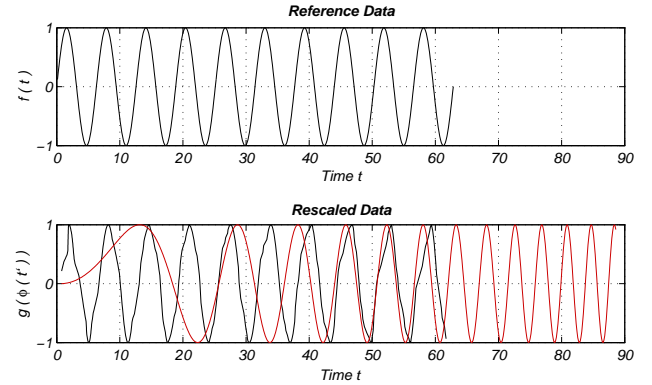 Reference Data
1
0
−1
f ( t )
0 10 20 30 40 50 60 70 80 90
Time t
Rescaled Data
1
0
−1
g ( ϕ ( t' ) )
0 10 20 30 40 50 60 70 80 90
Time t